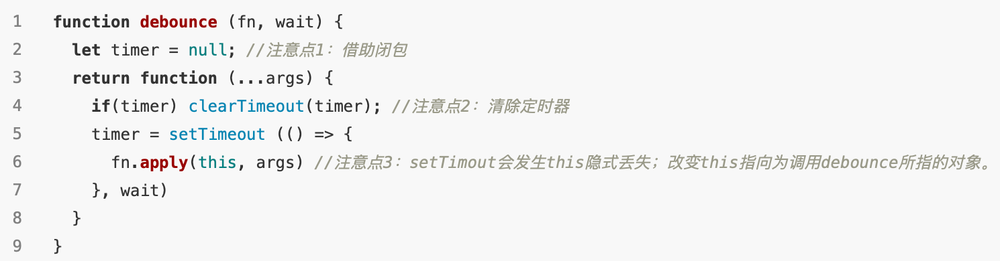 1 function debounce (fn, wait) {
2 let timer = null; //注意点1：借助闭包
3 return function (...args) {
4 if(timer) clearTimeout(timer); //注意点2：清除定时器
5 timer = setTimeout (() => {
6 fn.apply(this, args) //注意点3：setTimout会发生this隐式丢失；改变this指向为调用debounce所指的对象。
7 }, wait)
8 }
9 }